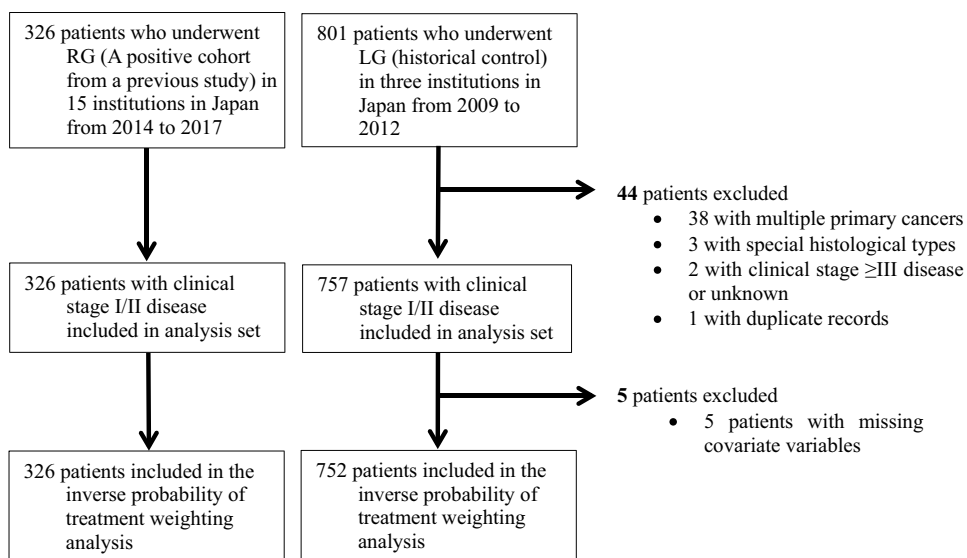 326 patients who underwent
RG (A positive cohort
from a previous study) in
15 institutions in Japan
from 2014 to 2017
801 patients who underwent
LG (historical control)
in three institutions in
Japan from 2009 to
2012
44 patients excluded
• 38 with multiple primary cancers
• 3 with special histological types
• 2 with clinical stage ≥III disease
or unknown
• 1 with duplicate records
326 patients with clinical
stage I/II disease
included in analysis set
757 patients with clinical
stage I/II disease
included in analysis set
5 patients excluded
• 5 patients with missing
covariate variables
326 patients included in the
inverse probability of
treatment weighting
analysis
752 patients included in the
inverse probability of
treatment weighting
analysis